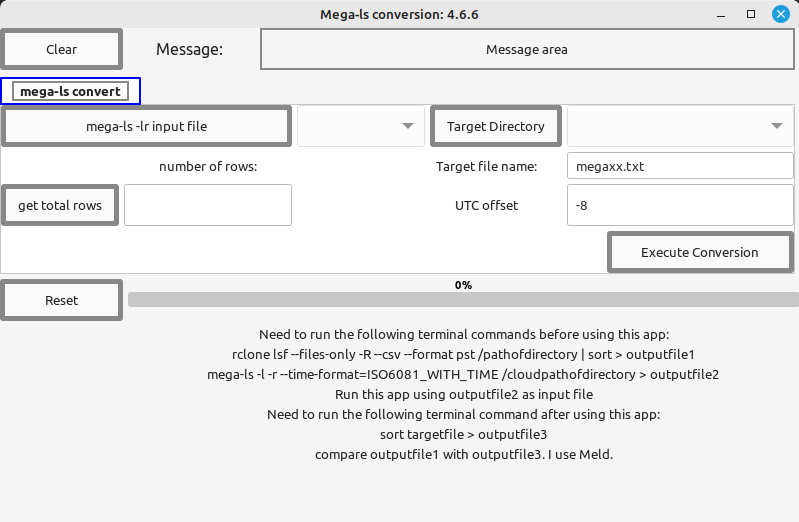 Mega-ls conversion: 4.6.6
Clear
Message:
Message area
mega-ls convert
mega-ls -lr input file
Target Directory
number of rows:
Target file name:
megaxx.txt
get total rows
UTC offset
-8
Execute Conversion
Reset
0%
Need to run the following terminal commands before using this app:
rclone lsf --files-only -R --csv --format pst /pathofdirectory | sort > outputfile1
mega-ls -l -r --time-format=ISO6081_WITH_TIME /cloudpathofdirectory > outputfile2
Run this app using outputfile2 as input file
Need to run the following terminal command after using this app:
sort targetfile > outputfile3
compare outputfile1 with outputfile3. I use Meld.